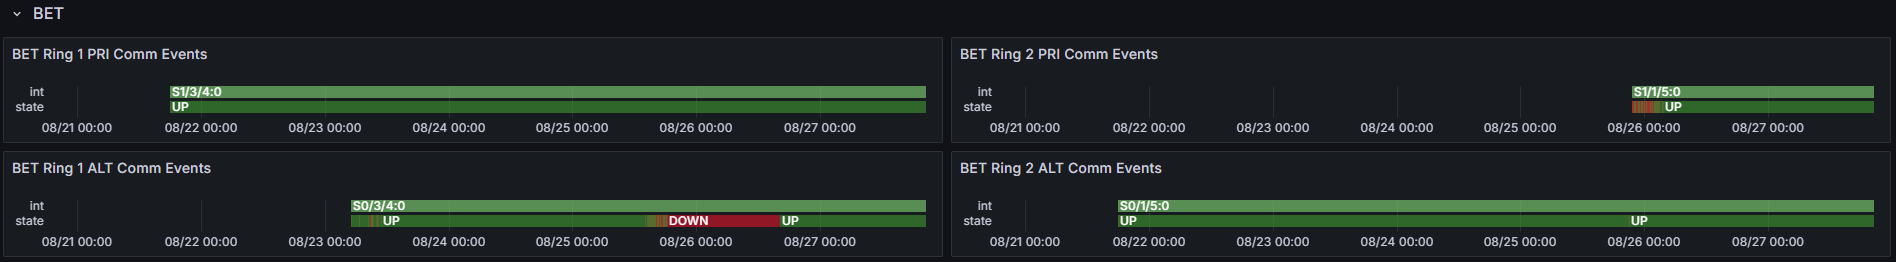 BET
BET Ring 1 PRI Comm Events
int S1/3/4:0
state UP
08/21 00:00 08/22 00:00 08/23 00:00 08/24 00:00 08/25 00:00 08/26 00:00 08/27 00:00
BET Ring 2 PRI Comm Events
int S1/1/5:0
state UP
08/21 00:00 08/22 00:00 08/23 00:00 08/24 00:00 08/25 00:00 08/26 00:00 08/27 00:00
BET Ring 1 ALT Comm Events
int S0/3/4:0
state UP DOWN UP
08/21 00:00 08/22 00:00 08/23 00:00 08/24 00:00 08/25 00:00 08/26 00:00 08/27 00:00
BET Ring 2 ALT Comm Events
int S0/1/5:0
state UP UP
08/21 00:00 08/22 00:00 08/23 00:00 08/24 00:00 08/25 00:00 08/26 00:00 08/27 00:00